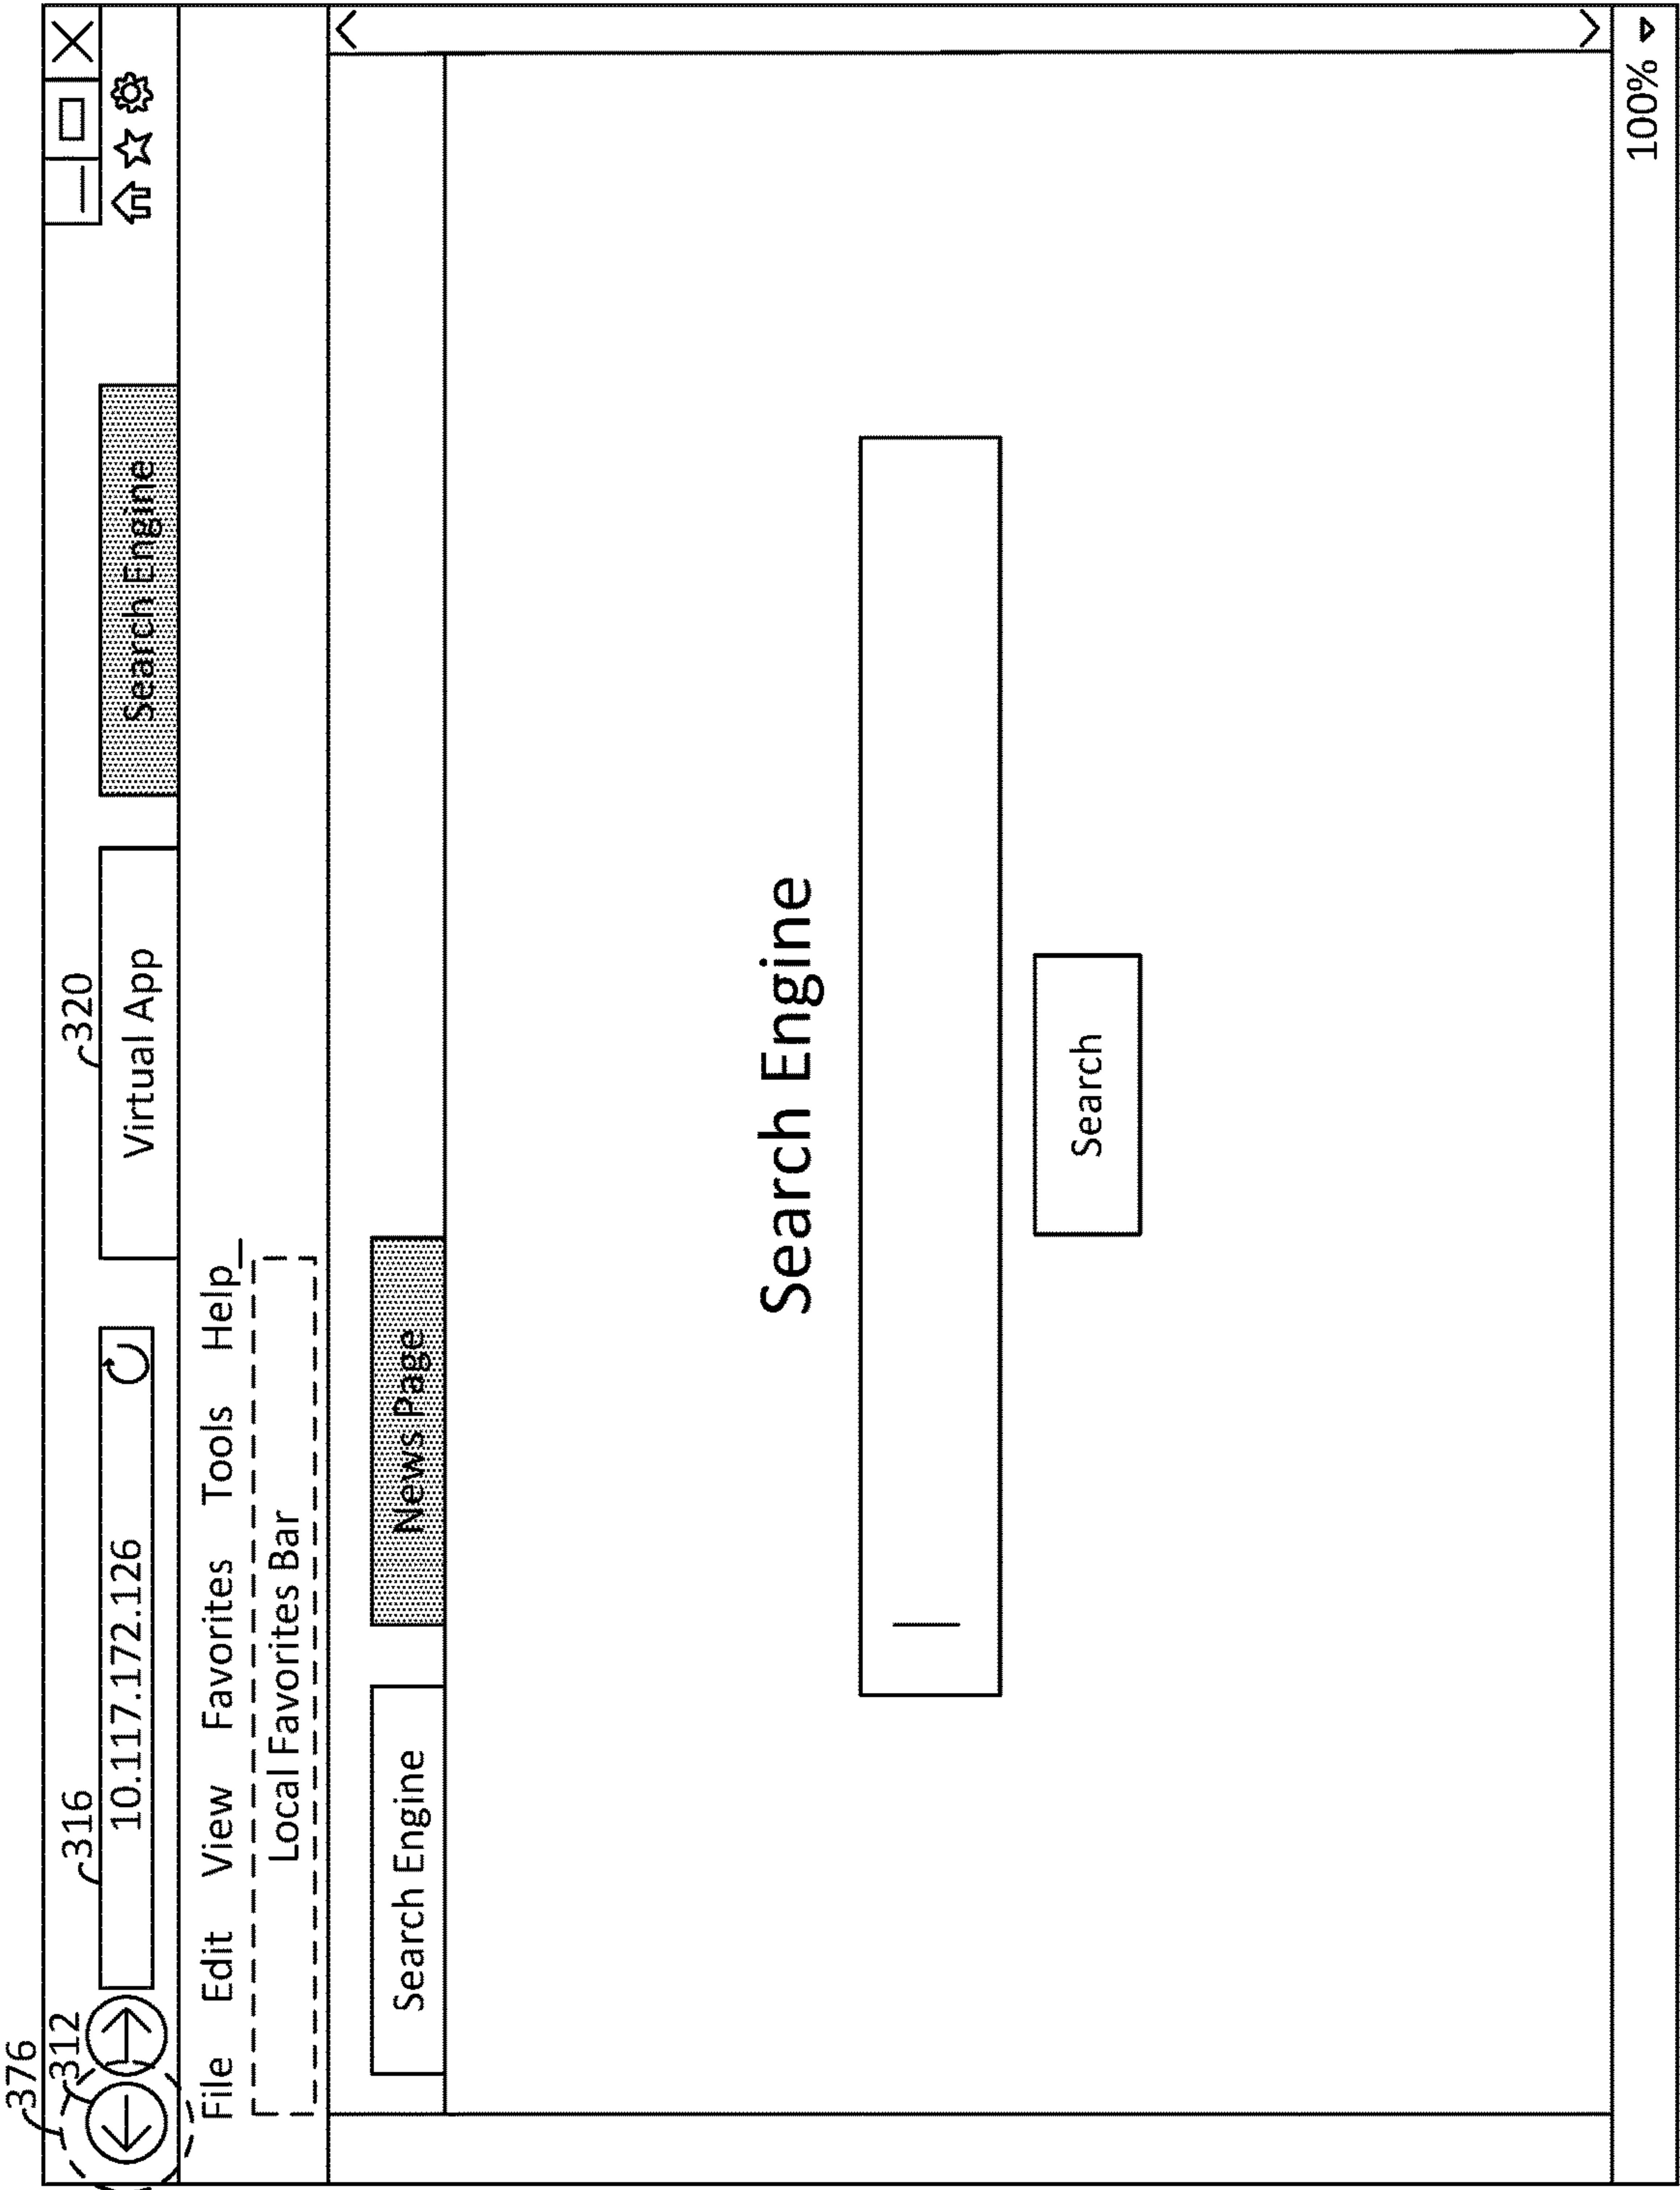 376
312
316
320
10.117.172.126
Virtual App
Search Engine
File Edit View Favorites Tools Help
Local Favorites Bar
Search Engine
News Page
Search Engine
Search
100%